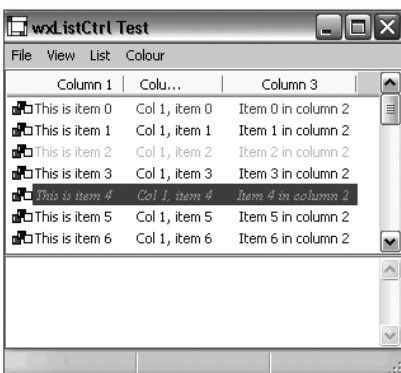 wxListCtrl Test
File View List Colour
Column 1 Colu... Column 3
This is item 0 Col 1, item 0 Item 0 in column 2
This is item 1 Col 1, item 1 Item 1 in column 2
This is item 2 Col 1, item 2 Item 2 in column 2
This is item 3 Col 1, item 3 Item 3 in column 2
This is item 4 Col 1, item 4 Item 4 in column 2
This is item 5 Col 1, item 5 Item 5 in column 2
This is item 6 Col 1, item 6 Item 6 in column 2